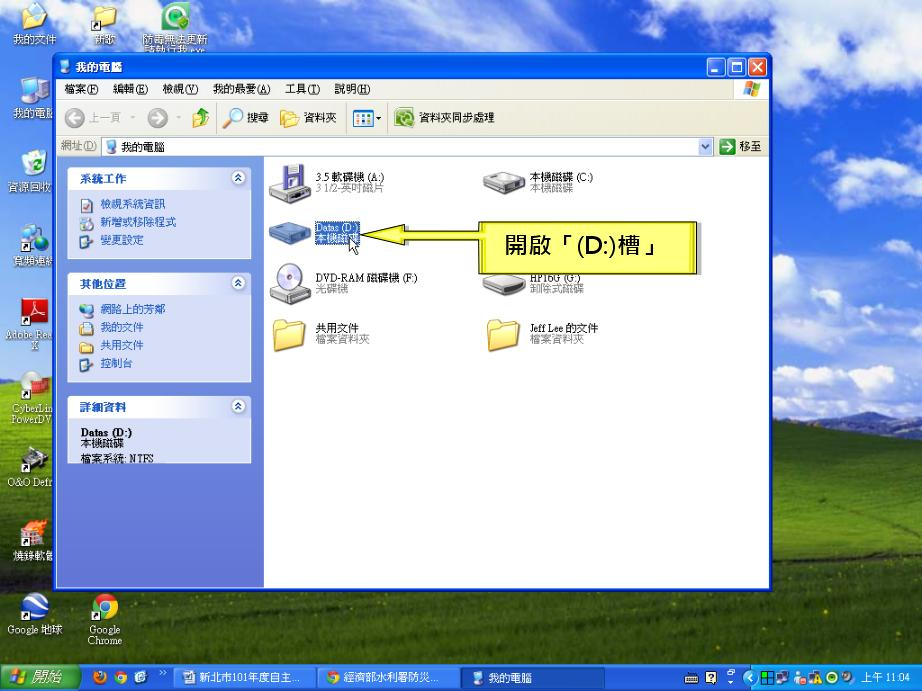 我的文件
新歌
防毒無法更新
請執行我.exe
我的電腦
檔案(F) 編輯(E) 檢視(V) 我的最愛(A) 工具(T) 說明(H)
上一頁 搜尋 資料夾 資料夾同步處理
網址(D) 我的電腦 移至
系統工作
檢視系統資訊
新增或移除程式
變更設定
其他位置
網路上的芳鄰
我的文件
共用文件
控制台
詳細資料
Datas (D:)
本機磁碟
檔案系統: NTFS
3.5 軟碟機 (A:)
3 1/2-英吋磁片
本機磁碟 (C:)
本機磁碟
Datas (D:)
本機磁碟
開啟「(D:)槽」
DVD-RAM 磁碟機 (F:)
光碟機
HP16G (G:)
卸除式磁碟
共用文件
檔案資料夾
Jeff Lee 的文件
檔案資料夾
我的電腦
資源回收
寬頻連線
Adobe Rea
X
CyberLin
PowerDV
O&O Defr
燒錄軟體
Google 地球
Google
Chrome
開始
新北市101年度自主...
經濟部水利署防災...
我的電腦
上午 11:04